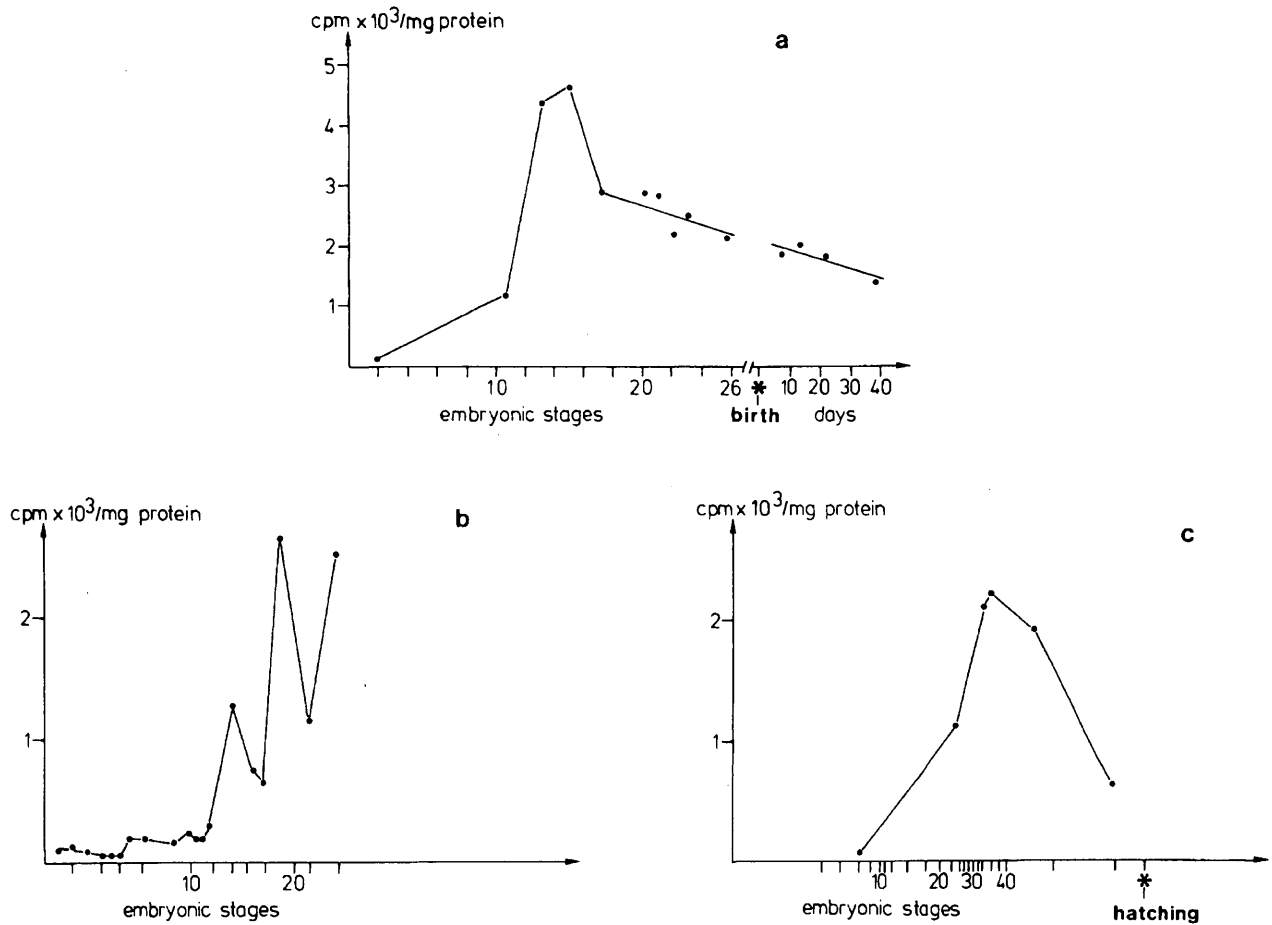 cpm x 10³/mg protein
a
5
4
3
2
1
10 20 26 * 10 20 30 40
embryonic stages birth days
cpm x 10³/mg protein
b
2
1
10 20
embryonic stages
cpm x 10³/mg protein
c
2
1
10 20 30 40 *
embryonic stages hatching